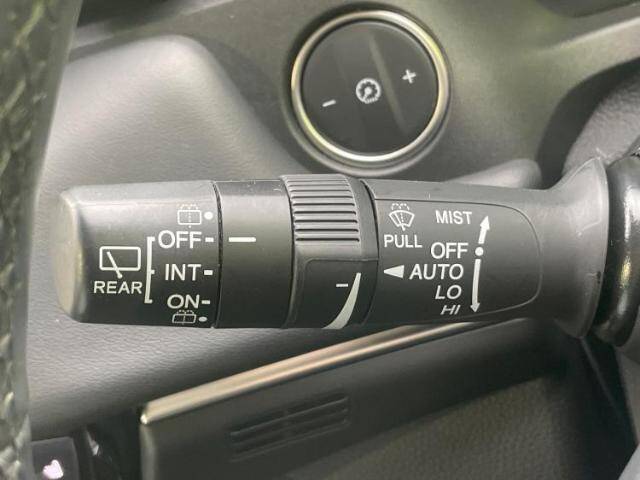 − +
REAR
OFF
INT
ON
PULL
MIST
OFF
AUTO
LO
HI